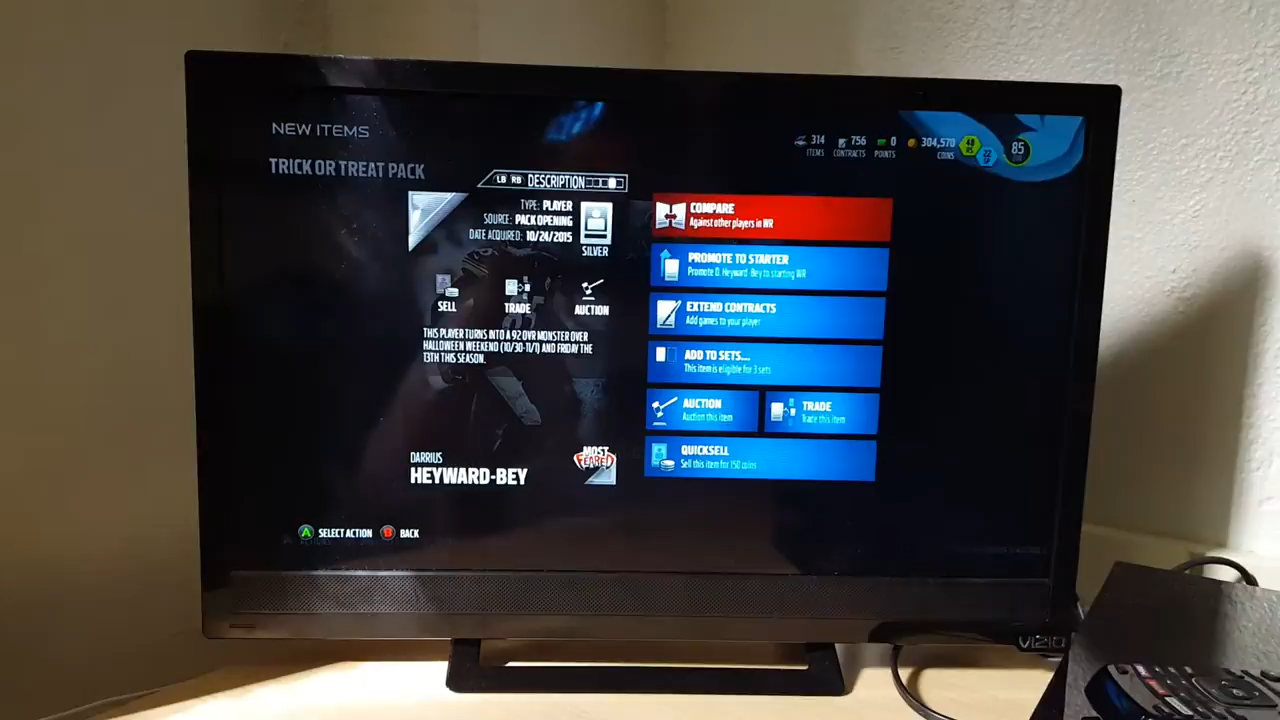 NEW ITEMS
314
ITEMS
756
CONTRACTS
0
POINTS
304,570
COINS
85
TRICK OR TREAT PACK
LB RB DESCRIPTION
TYPE: PLAYER
SOURCE: PACK OPENING
DATE ACQUIRED: 10/24/2015
SILVER
SELL
TRADE
AUCTION
THIS PLAYER TURNS INTO A 92 OVR MONSTER OVER
HALLOWEEN WEEKEND (10/30-11/1) AND FRIDAY THE
13TH THIS SEASON.
DARRIUS
HEYWARD-BEY
MOST
FEARED
COMPARE
Against other players in WR
PROMOTE TO STARTER
Promote D. Heyward-Bey to starting WR
EXTEND CONTRACTS
Add games to your player
ADD TO SETS...
This item is eligible for 3 sets
AUCTION
Auction this item
TRADE
Trade this item
QUICKSELL
Sell this item for 150 coins
A SELECT ACTION B BACK
VIZIO